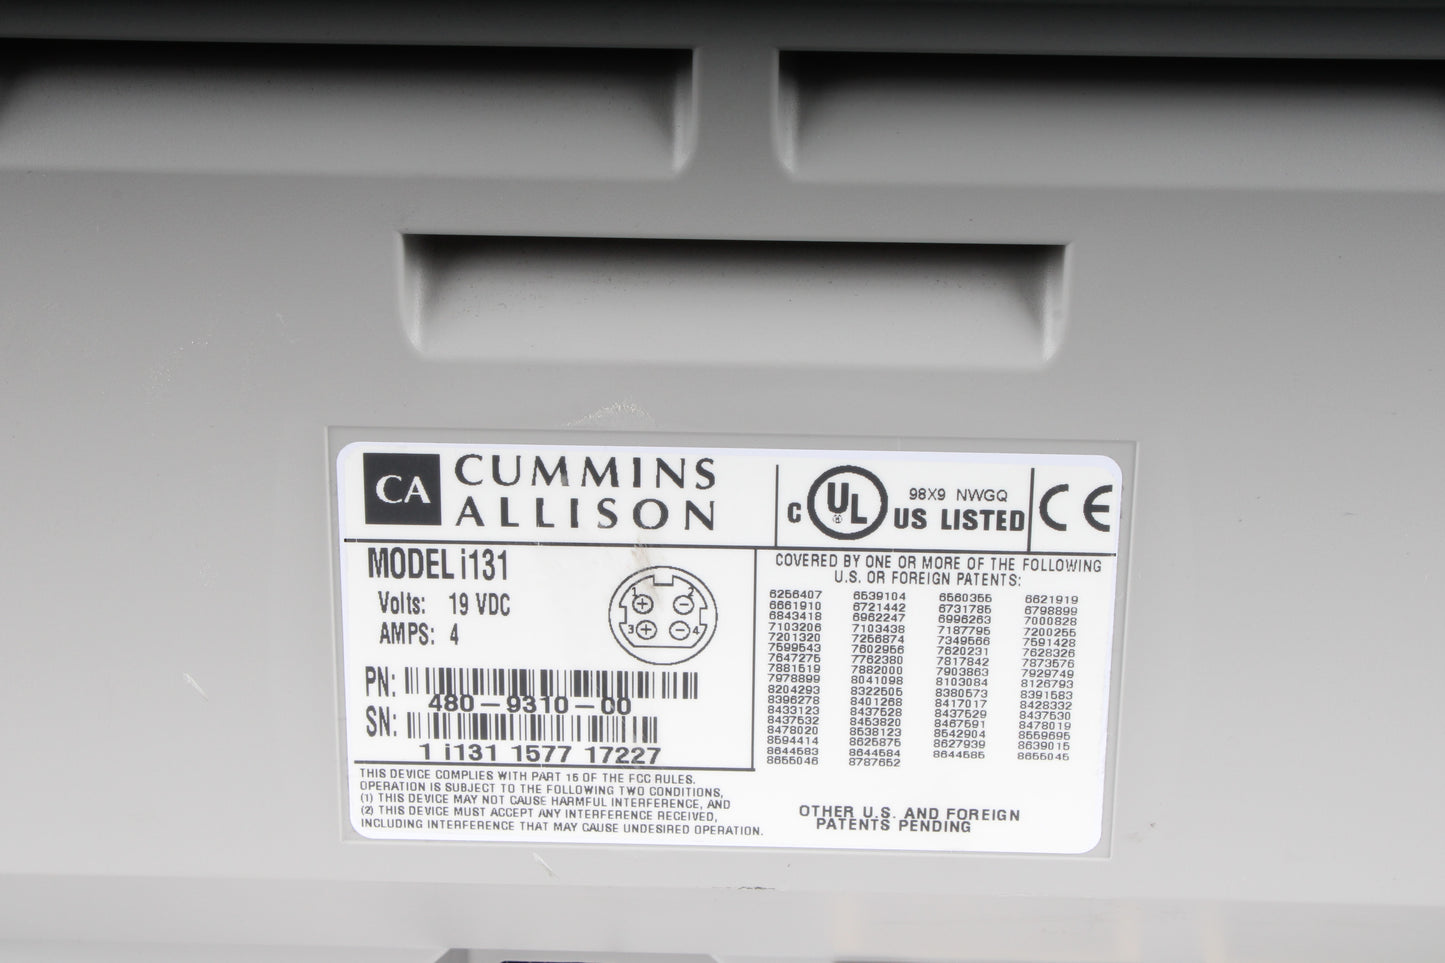 CA CUMMINS
ALLISON
C UL ® 98X9 NWGQ
US LISTED
CE
MODEL i131
Volts: 19 VDC
AMPS: 4
1 + 2 −
3 + − 4
PN:
480-9310-00
SN:
1 i131 1577 17227
COVERED BY ONE OR MORE OF THE FOLLOWING
U.S. OR FOREIGN PATENTS:
6256407 6539104 6560355 6621919
6661910 6721442 6731785 6798899
6843418 6962247 6996263 7000828
7103206 7103438 7187795 7200255
7201320 7256874 7349566 7591428
7599543 7602956 7620231 7628326
7647275 7762380 7817842 7873576
7881519 7882000 7903863 7929749
7978899 8041098 8103084 8126793
8204293 8322505 8380573 8391583
8396278 8401268 8417017 8428332
8433123 8437528 8437529 8437530
8437532 8453820 8467591 8478019
8478020 8538123 8542904 8559695
8594414 8625875 8627939 8639015
8644583 8644584 8644585 8655045
8655046 8787652
THIS DEVICE COMPLIES WITH PART 15 OF THE FCC RULES.
OPERATION IS SUBJECT TO THE FOLLOWING TWO CONDITIONS,
(1) THIS DEVICE MAY NOT CAUSE HARMFUL INTERFERENCE, AND
(2) THIS DEVICE MUST ACCEPT ANY INTERFERENCE RECEIVED,
INCLUDING INTERFERENCE THAT MAY CAUSE UNDESIRED OPERATION.
OTHER U.S. AND FOREIGN
PATENTS PENDING